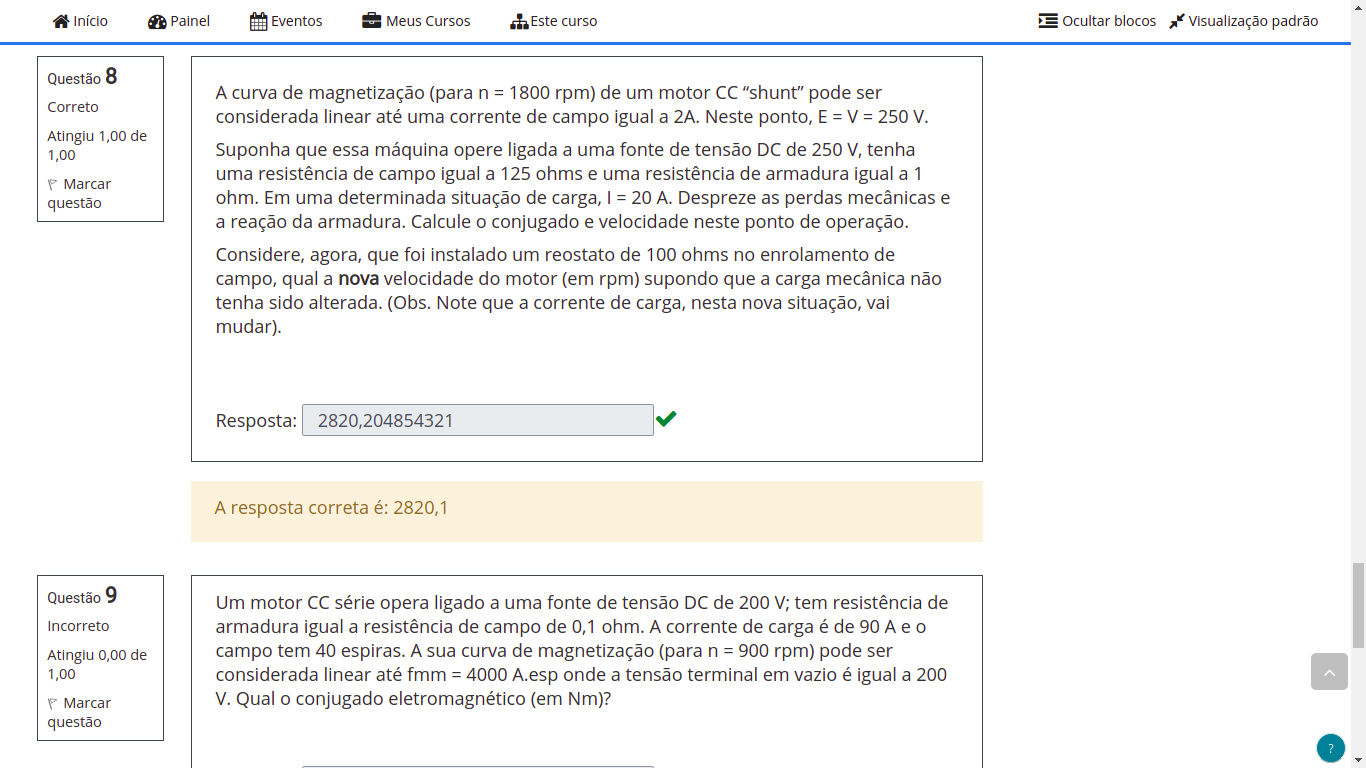 Início Painel Eventos Meus Cursos Este curso Ocultar blocos Visualização padrão
Questão 8
Correto
Atingiu 1,00 de
1,00
Marcar
questão
A curva de magnetização (para n = 1800 rpm) de um motor CC “shunt” pode ser
considerada linear até uma corrente de campo igual a 2A. Neste ponto, E = V = 250 V.
Suponha que essa máquina opere ligada a uma fonte de tensão DC de 250 V, tenha
uma resistência de campo igual a 125 ohms e uma resistência de armadura igual a 1
ohm. Em uma determinada situação de carga, I = 20 A. Despreze as perdas mecânicas e
a reação da armadura. Calcule o conjugado e velocidade neste ponto de operação.
Considere, agora, que foi instalado um reostato de 100 ohms no enrolamento de
campo, qual a nova velocidade do motor (em rpm) supondo que a carga mecânica não
tenha sido alterada. (Obs. Note que a corrente de carga, nesta nova situação, vai
mudar).
Resposta: 2820,204854321
A resposta correta é: 2820,1
Questão 9
Incorreto
Atingiu 0,00 de
1,00
Marcar
questão
Um motor CC série opera ligado a uma fonte de tensão DC de 200 V; tem resistência de
armadura igual a resistência de campo de 0,1 ohm. A corrente de carga é de 90 A e o
campo tem 40 espiras. A sua curva de magnetização (para n = 900 rpm) pode ser
considerada linear até fmm = 4000 A.esp onde a tensão terminal em vazio é igual a 200
V. Qual o conjugado eletromagnético (em Nm)?
?